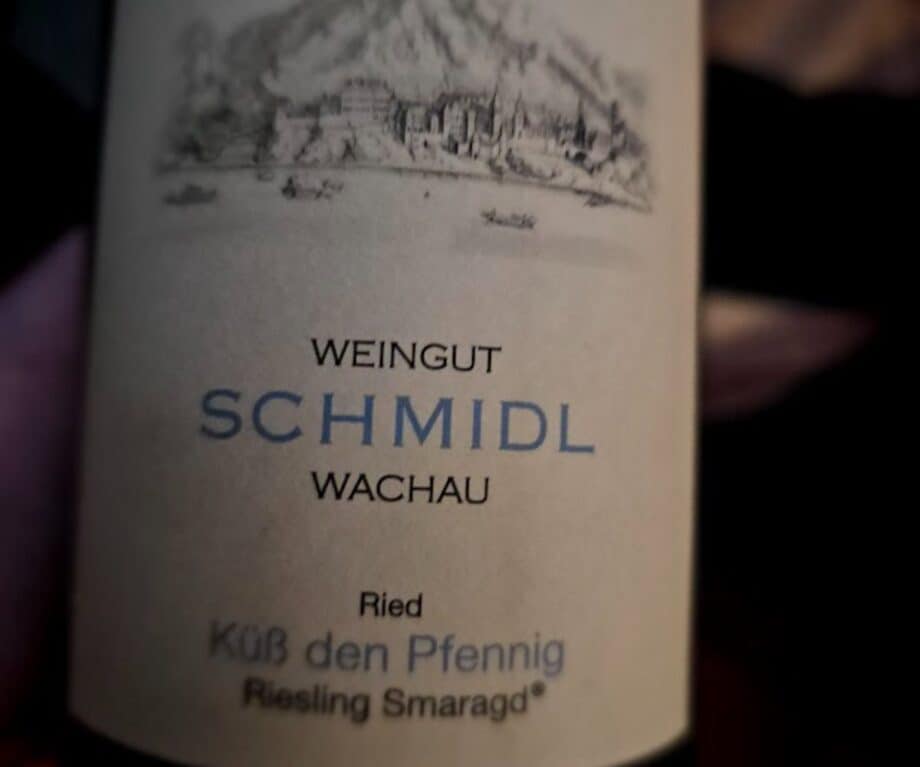 WEINGUT
SCHMIDL
WACHAU
Ried
Küß den Pfennig
Riesling Smaragd®